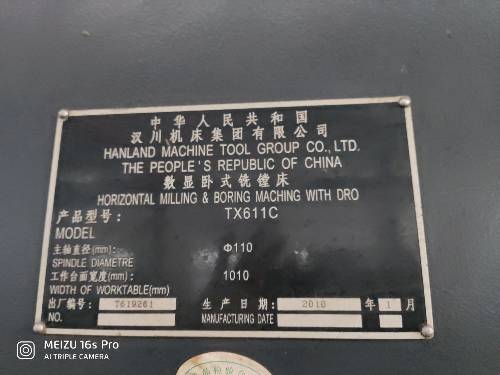 中华人民共和国
汉川机床集团有限公司
HANLAND MACHINE TOOL GROUP CO., LTD.
THE PEOPLE'S REPUBLIC OF CHINA
数显卧式铣镗床
HORIZONTAL MILLING & BORING MACHING WITH DRO
产品型号: TX611C
MODEL
主轴直径(mm): Φ110
SPINDLE DIAMETRE
工作台面宽度(mm): 1010
WIDTH OF WORKTABLE(mm)
出厂编号: T619261 生产日期: 2010 年 1 月
NO. MANUFACTURING DATE
MEIZU 16s Pro
AI TRIPLE CAMERA